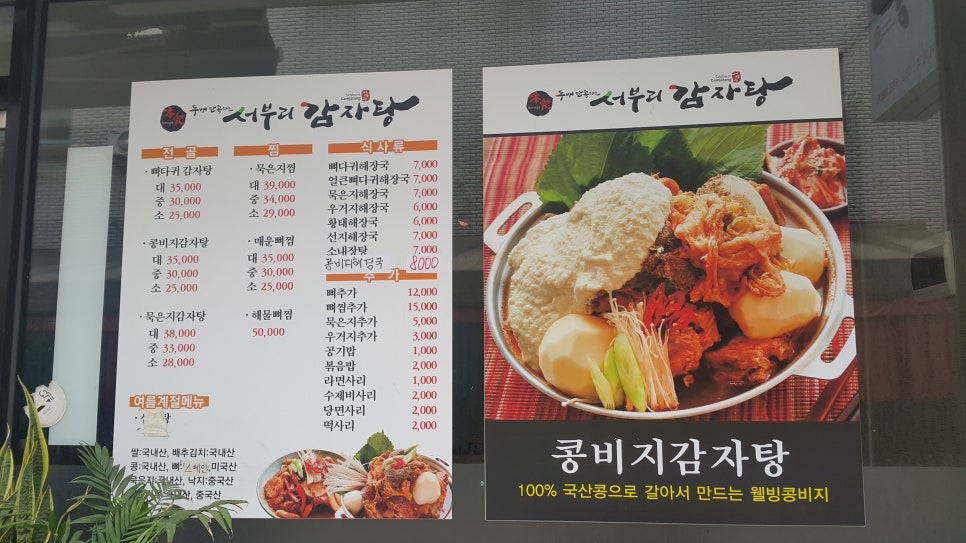 서부리 감자탕
전 골
·뼈다귀 감자탕
대 35,000
중 30,000
소 25,000
·콩비지감자탕
대 35,000
중 30,000
소 25,000
·묵은지감자탕
대 38,000
중 33,000
소 28,000
여름계절메뉴
찜
·묵은지찜
대 39,000
중 34,000
소 29,000
·매운뼈찜
대 35,000
중 30,000
소 25,000
·해물뼈찜
50,000
식 사 류
뼈다귀해장국 7,000
얼큰뼈다귀해장국 7,000
묵은지해장국 7,000
우거지해장국 6,000
황태해장국 6,000
선지해장국 7,000
소내장탕 7,000
콩비지해장국 8000
추 가
뼈추가 12,000
뼈찜추가 15,000
묵은지추가 5,000
우거지추가 3,000
공기밥 1,000
볶음밥 2,000
라면사리 1,000
수제비사리 2,000
당면사리 2,000
떡사리 2,000
쌀:국내산, 배추김치:국내산
콩:국내산, 뼈:스페인,미국산
묵은지:국내산, 낙지:중국산
중국산
서부리 감자탕
콩비지감자탕
100% 국산콩으로 갈아서 만드는 웰빙콩비지